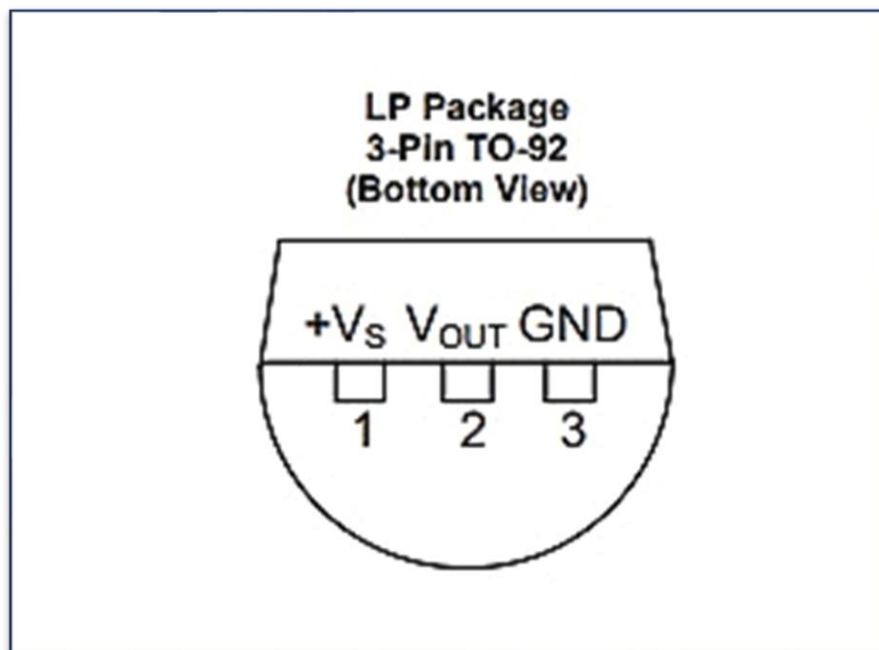 LP Package
3-Pin TO-92
(Bottom View)
+VS VOUT GND
1 2 3